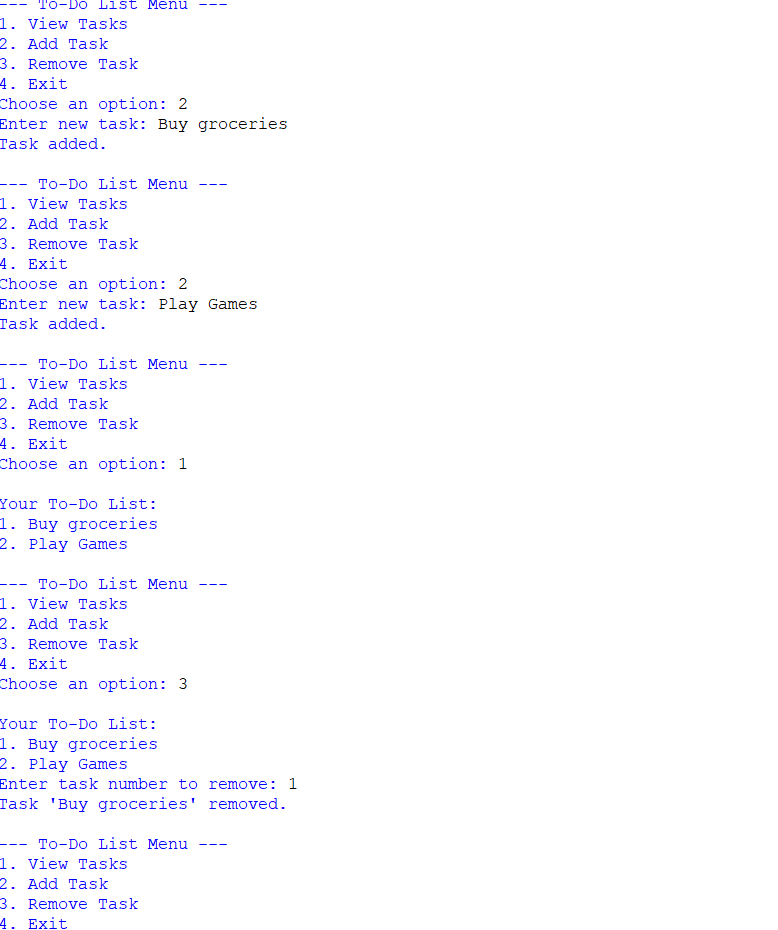 --- To-Do List Menu ---
1. View Tasks
2. Add Task
3. Remove Task
4. Exit
Choose an option: 2
Enter new task: Buy groceries
Task added.
--- To-Do List Menu ---
1. View Tasks
2. Add Task
3. Remove Task
4. Exit
Choose an option: 2
Enter new task: Play Games
Task added.
--- To-Do List Menu ---
1. View Tasks
2. Add Task
3. Remove Task
4. Exit
Choose an option: 1
Your To-Do List:
1. Buy groceries
2. Play Games
--- To-Do List Menu ---
1. View Tasks
2. Add Task
3. Remove Task
4. Exit
Choose an option: 3
Your To-Do List:
1. Buy groceries
2. Play Games
Enter task number to remove: 1
Task 'Buy groceries' removed.
--- To-Do List Menu ---
1. View Tasks
2. Add Task
3. Remove Task
4. Exit